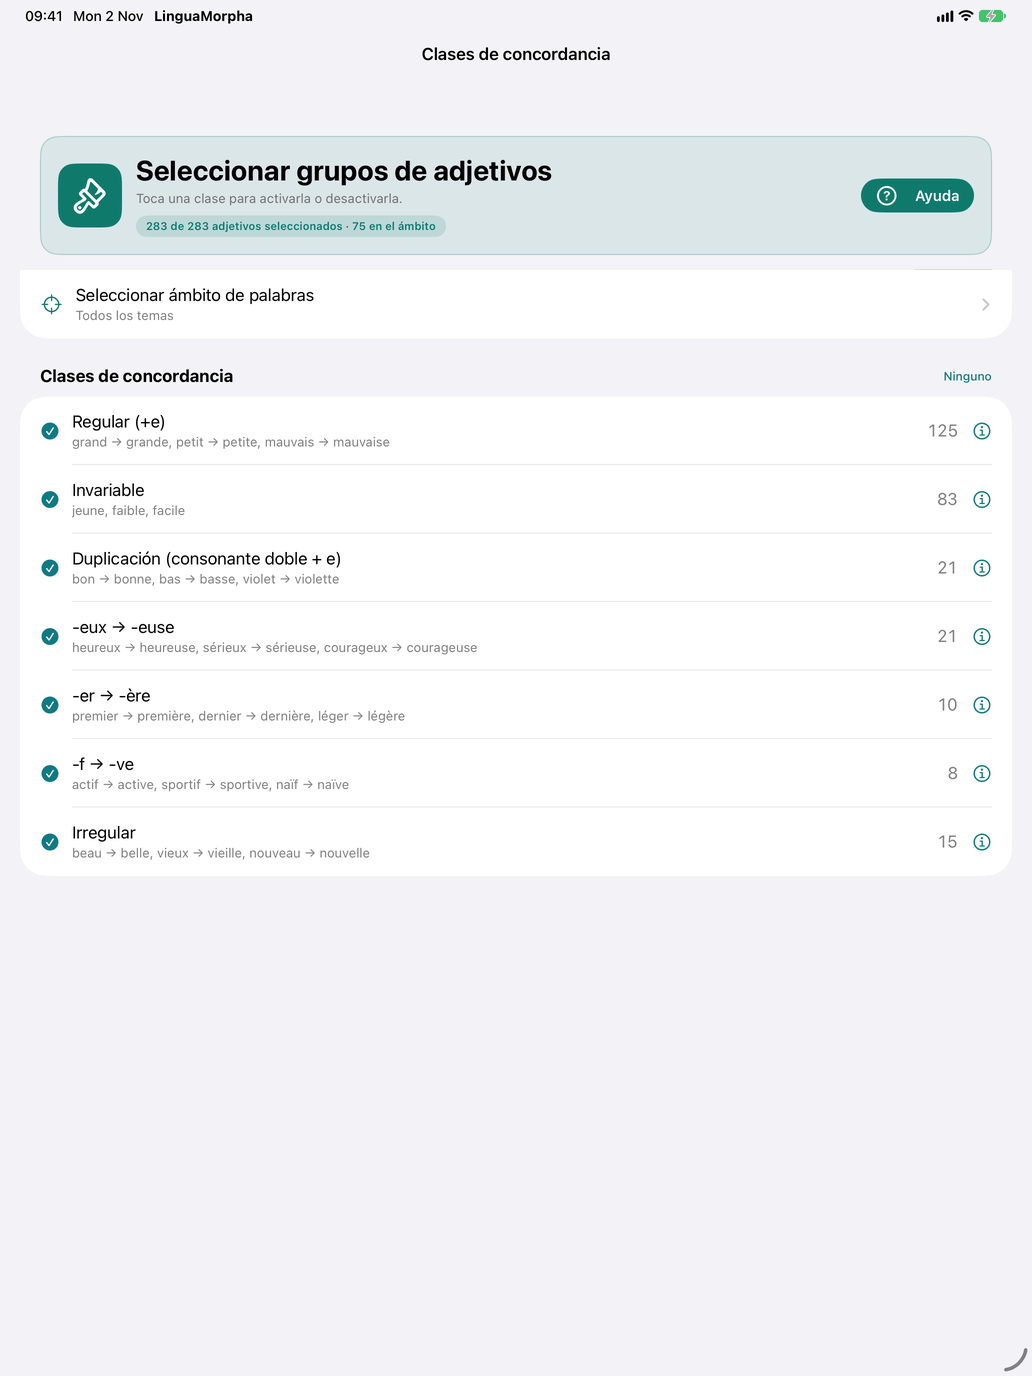 09:41 Mon 2 Nov LinguaMorpha
Clases de concordancia
Seleccionar grupos de adjetivos
Toca una clase para activarla o desactivarla.
283 de 283 adjetivos seleccionados · 75 en el ámbito
Ayuda
Seleccionar ámbito de palabras
Todos los temas
Clases de concordancia
Ninguno
Regular (+e)
grand → grande, petit → petite, mauvais → mauvaise
125
Invariable
jeune, faible, facile
83
Duplicación (consonante doble + e)
bon → bonne, bas → basse, violet → violette
21
-eux → -euse
heureux → heureuse, sérieux → sérieuse, courageux → courageuse
21
-er → -ère
premier → première, dernier → dernière, léger → légère
10
-f → -ve
actif → active, sportif → sportive, naïf → naïve
8
Irregular
beau → belle, vieux → vieille, nouveau → nouvelle
15